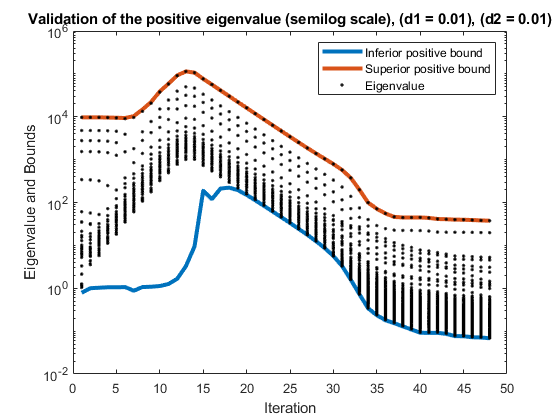 Validation of the positive eigenvalue (semilog scale), (d1 = 0.01), (d2 = 0.01)
Inferior positive bound
Superior positive bound
Eigenvalue
Eigenvalue and Bounds
10^6
10^4
10^2
10^0
10^-2
0 5 10 15 20 25 30 35 40 45 50
Iteration